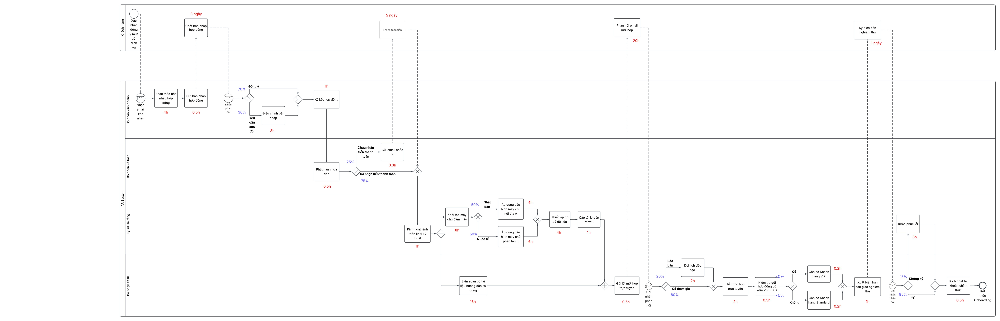 Khách hàng
Xác
nhận
đồng
ý mua
gói
dịch
vụ
3 ngày
Chốt bản nháp
hợp đồng
5 ngày
Thanh toán tiền
Phản hồi email
mời họp
20h
Ký biên bản
nghiệm thu
1 ngày
AR System
Bộ phận kinh doanh
Nhận
email
xác
nhận
Soạn thảo bản
nháp hợp
đồng
4h
Gửi bản nháp
hợp đồng
0.5h
Nhận
phản
hồi
70%
Đồng ý
30%
Yêu
cầu
sửa
đổi
Điều chỉnh bản
nháp
3h
1h
Ký kết hợp đồng
Bộ phận kế toán
Phát hành hoá
đơn
0.5h
25%
Chưa nhận
tiền thanh
toán
Gửi email nhắc
nợ
0.3h
Đã nhận tiền thanh toán
75%
Kỹ sư Hạ tầng
Kích hoạt lệnh
triển khai kỹ
thuật
1h
Khởi tạo máy
chủ đám mây
8h
50%
Nhật
Bản
50%
Quốc tế
Áp dụng cấu
hình máy chủ
nội địa A
4h
Áp dụng cấu
hình máy chủ
phân tán B
6h
Thiết lập cơ
sở dữ liệu
4h
Cấp tài khoản
admin
1h
Khắc phục lỗi
8h
Bộ phận CSKH
Biên soạn bộ tài
liệu hướng dẫn sử
dụng
16h
Gửi lời mời họp
trực tuyến
0.5h
Ghi
nhận
phản
hồi
20%
Báo
bận
Dời lịch đào
tạo
2h
Có tham gia
80%
Tổ chức họp
trực tuyến
2h
Kiểm tra gói
hợp đồng có
kèm VIP - SLA
0.5h
30%
Có
70%
Không
Gắn cờ Khách
hàng VIP
0.2h
Gắn cờ Khách
hàng Standard
0.2h
Xuất biên bản
bàn giao nghiệm
thu
1h
Ghi
nhận
phản
hồi
15%
Không ký
85%
Ký
Kích hoạt tài
khoản chính
thức
0.5h
Kết
thúc
Onboarding